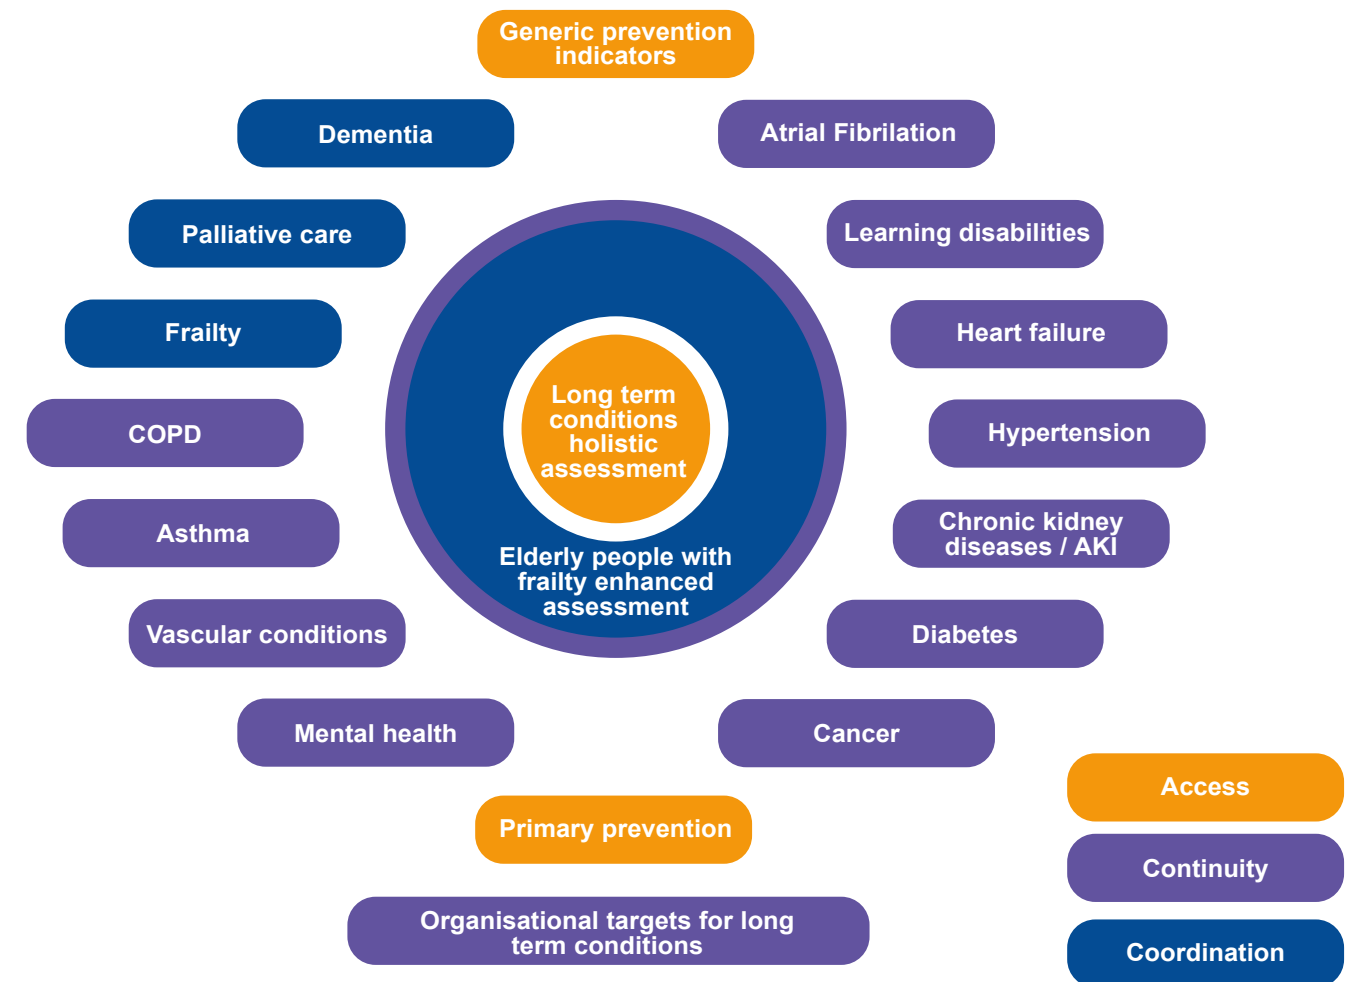 Generic prevention
indicators
Dementia
Atrial Fibrilation
Palliative care
Learning disabilities
Frailty
Heart failure
Long term
conditions
holistic
assessment
COPD
Hypertension
Asthma
Chronic kidney
diseases / AKI
Elderly people with
frailty enhanced
assessment
Vascular conditions
Diabetes
Mental health
Cancer
Primary prevention
Organisational targets for long
term conditions
Access
Continuity
Coordination